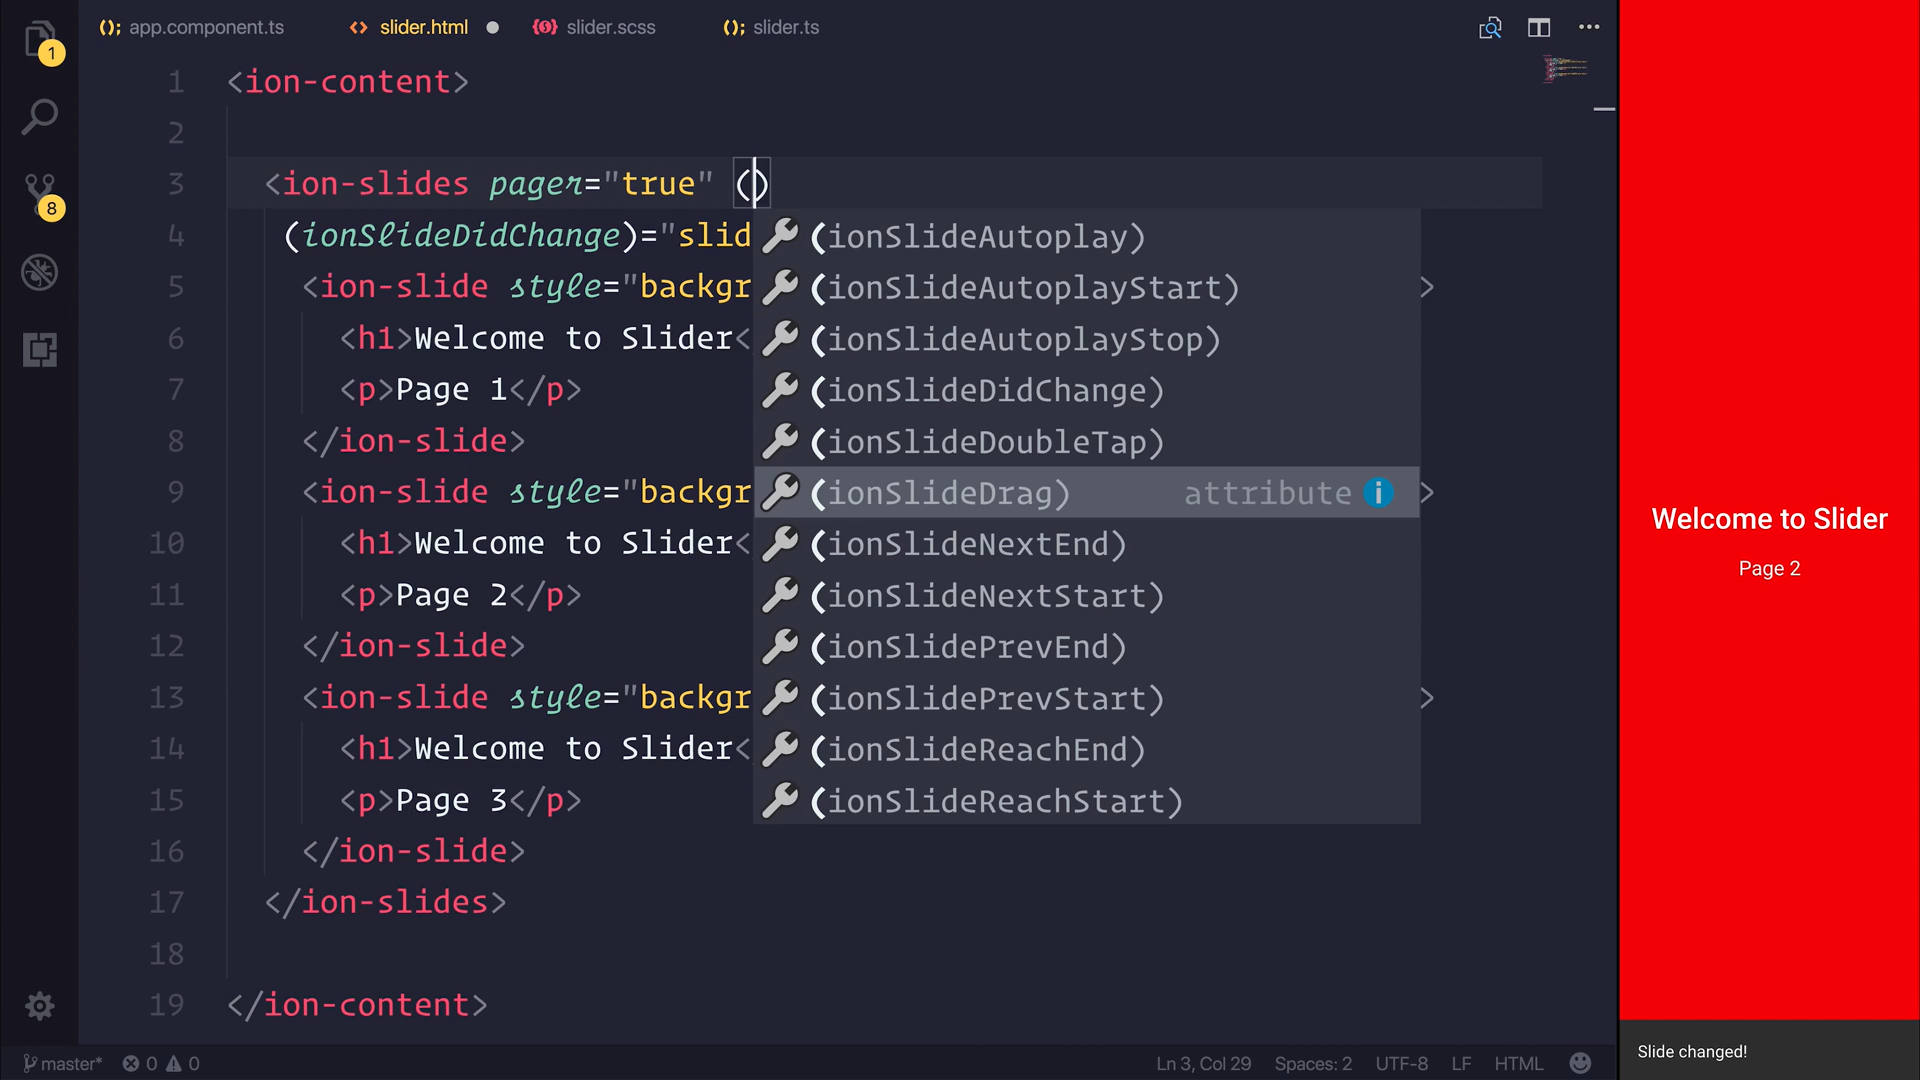 app.component.ts
slider.html
slider.scss
slider.ts
1
8
1 <ion-content>
2
3 <ion-slides pager="true" ()
4 (ionSlideDidChange)="slid
5 <ion-slide style="backgr >
6 <h1>Welcome to Slider<
7 <p>Page 1</p>
8 </ion-slide>
9 <ion-slide style="backgr >
10 <h1>Welcome to Slider<
11 <p>Page 2</p>
12 </ion-slide>
13 <ion-slide style="backgr >
14 <h1>Welcome to Slider<
15 <p>Page 3</p>
16 </ion-slide>
17 </ion-slides>
18
19 </ion-content>
(ionSlideAutoplay)
(ionSlideAutoplayStart)
(ionSlideAutoplayStop)
(ionSlideDidChange)
(ionSlideDoubleTap)
(ionSlideDrag) attribute
(ionSlideNextEnd)
(ionSlideNextStart)
(ionSlidePrevEnd)
(ionSlidePrevStart)
(ionSlideReachEnd)
(ionSlideReachStart)
Welcome to Slider
Page 2
Slide changed!
master* 0 0 Ln 3, Col 29 Spaces: 2 UTF-8 LF HTML